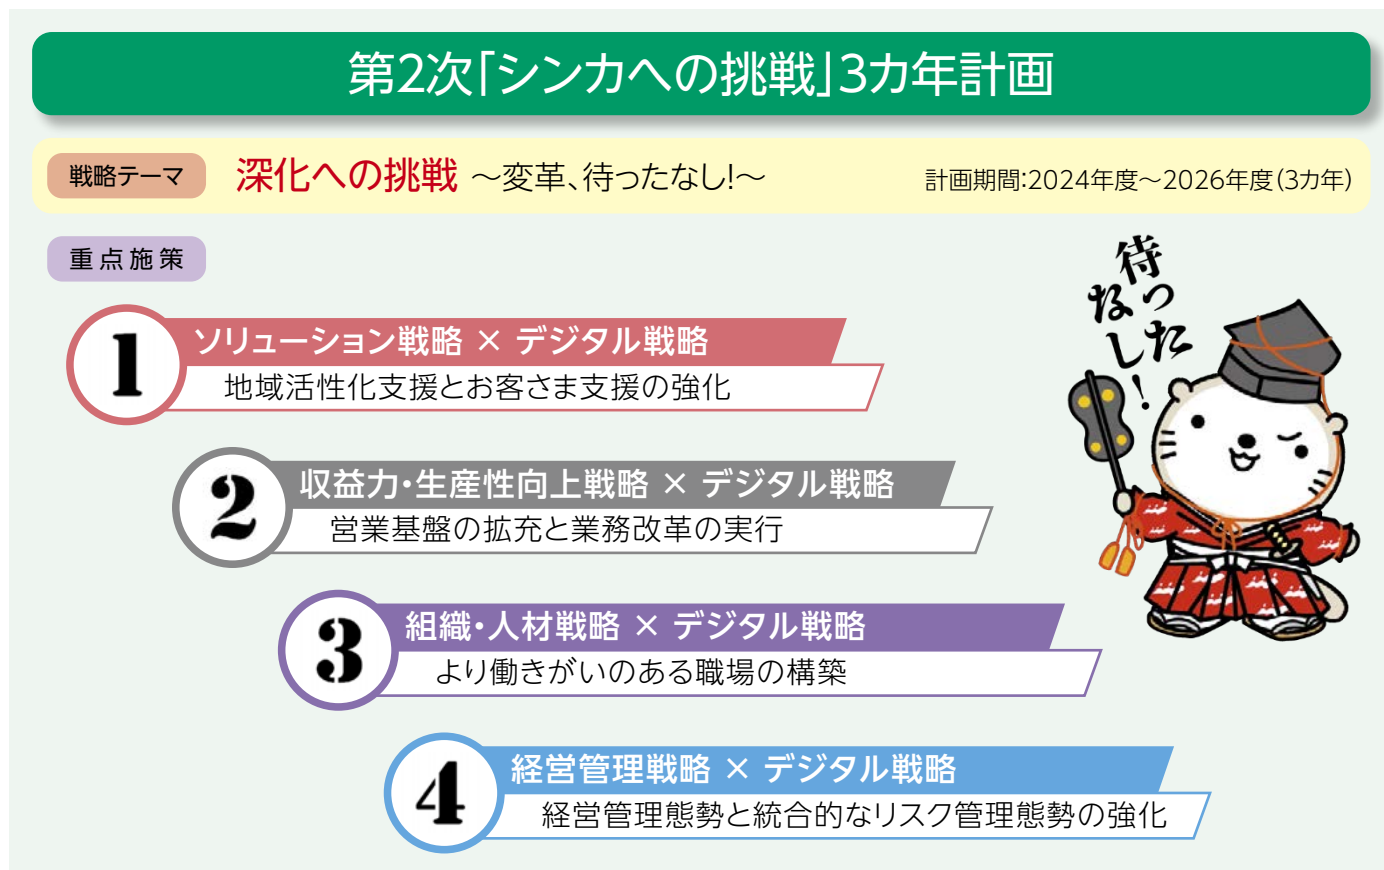 第2次「シンカへの挑戦」3カ年計画
戦略テーマ
深化への挑戦 ～変革、待ったなし!～
計画期間:2024年度～2026年度(3カ年)
重点施策
待った
なし!
1
ソリューション戦略 × デジタル戦略
地域活性化支援とお客さま支援の強化
2
収益力・生産性向上戦略 × デジタル戦略
営業基盤の拡充と業務改革の実行
3
組織・人材戦略 × デジタル戦略
より働きがいのある職場の構築
4
経営管理戦略 × デジタル戦略
経営管理態勢と統合的なリスク管理態勢の強化